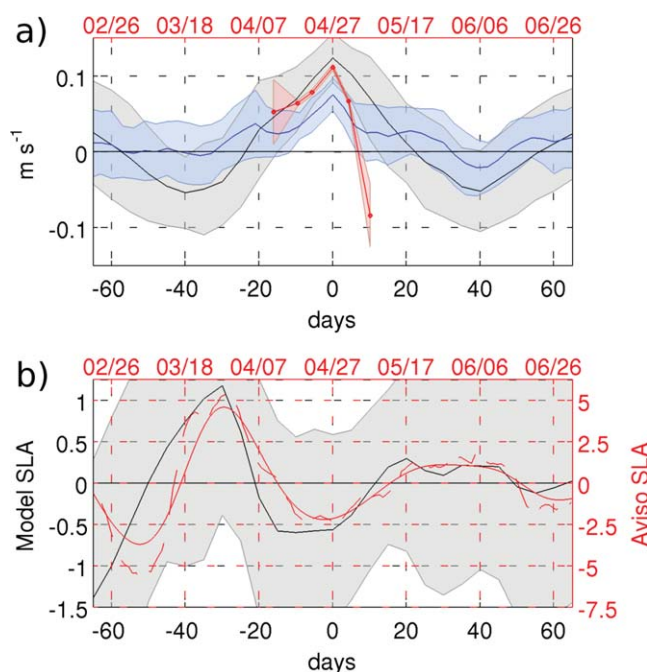 a)
02/26 03/18 04/07 04/27 05/17 06/06 06/26
0.1
0
-0.1
m s⁻¹
-60 -40 -20 0 20 40 60
days
b)
02/26 03/18 04/07 04/27 05/17 06/06 06/26
1 5
0.5 2.5
0 0
-0.5 -2.5
-1 -5
-1.5 -7.5
Model SLA
Aviso SLA
-60 -40 -20 0 20 40 60
days